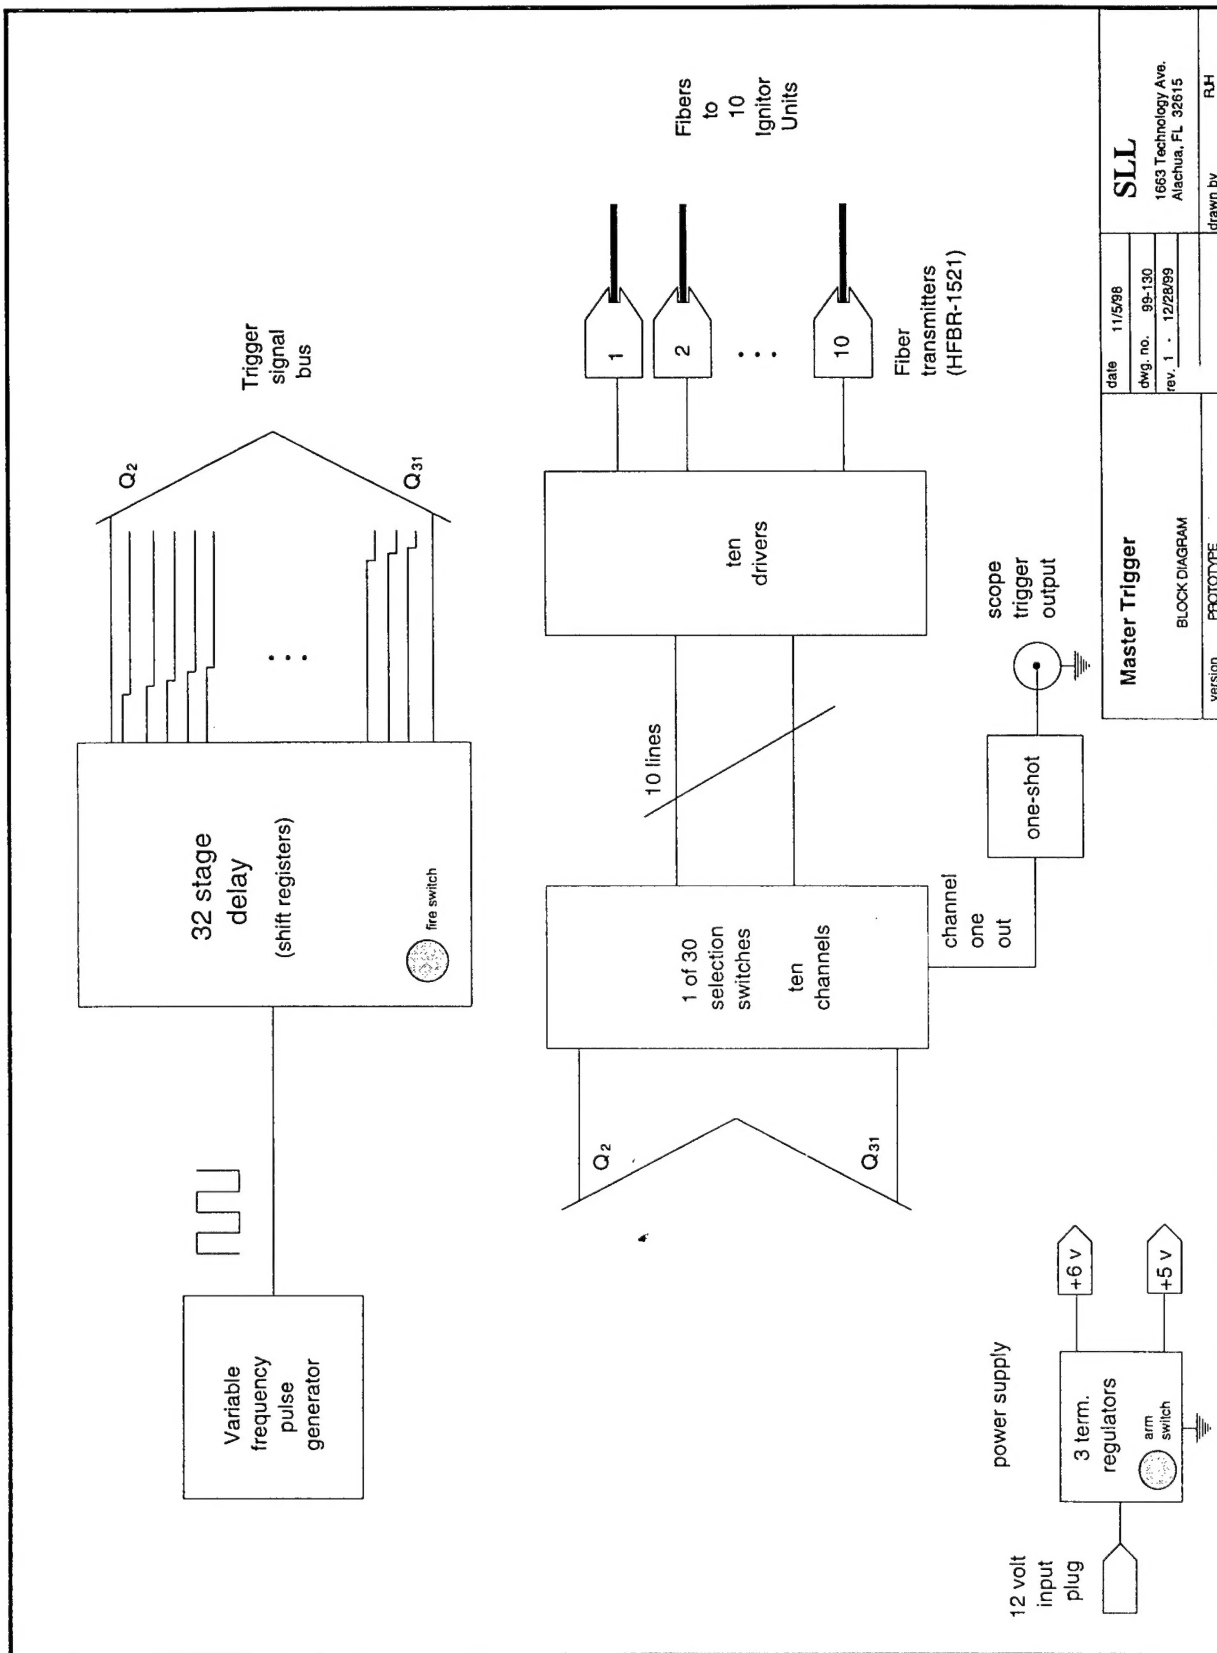 Variable
frequency
pulse
generator
32 stage
delay
(shift registers)
fire switch
Q2
Q31
Trigger
signal
bus
Q2
Q31
1 of 30
selection
switches
ten
channels
10 lines
ten
drivers
1
2
10
Fiber
transmitters
(HFBR-1521)
Fibers
to
10
Ignitor
Units
channel
one
out
one-shot
scope
trigger
output
12 volt
input
plug
power supply
3 term.
regulators
arm
switch
+6 v
+5 v
Master Trigger
BLOCK DIAGRAM
version PROTOTYPE
date 11/5/98
dwg. no. 99-130
rev. 1 - 12/28/99
SLL
1663 Technology Ave.
Alachua, FL 32615
drawn by RJH